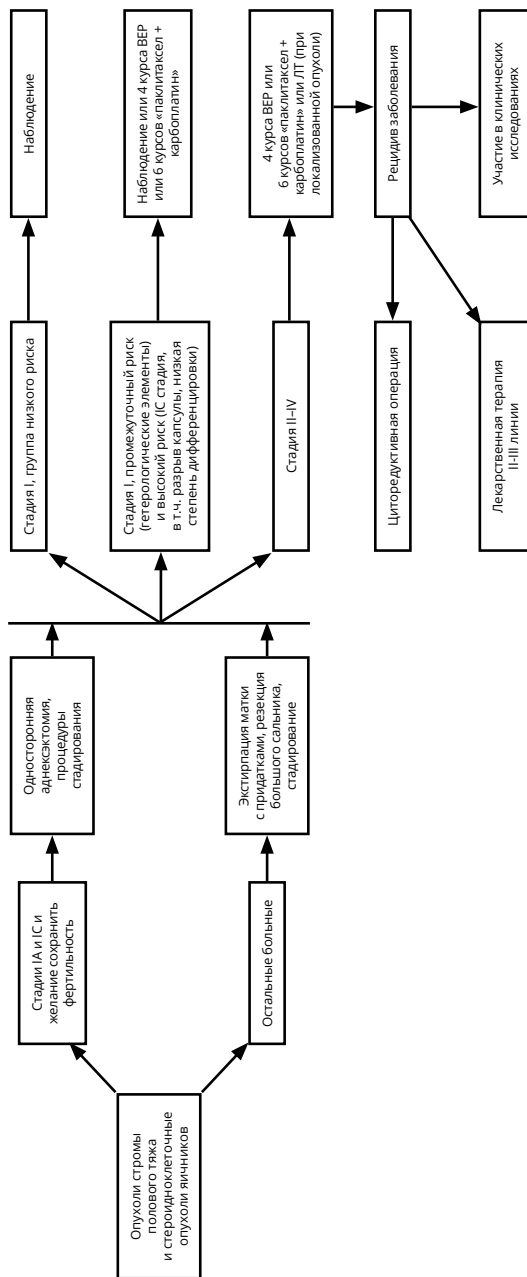 Опухоли стромы
полового тяжа
и стероидноклеточные
опухоли яичников
Стадии IA и IC и
желание сохранить
фертильность
Остальные больные
Односторонняя
аднексэктомия,
процедуры
стадирования
Экстирпация матки
с придатками, резекция
большого сальника,
стадирование
Стадия I, группа низкого риска
Стадия I, промежуточный риск
(гетерологические элементы)
и высокий риск (IC стадия,
в т.ч. разрыв капсулы, низкая
степень дифференцировки)
Стадия II–IV
Наблюдение
Наблюдение или 4 курса BEP
или 6 курсов «паклитаксел +
карбоплатин»
4 курса BEP или
6 курсов «паклитаксел +
карбоплатин» или ЛТ (при
локализованной опухоли)
Рецидив заболевания
Циторедуктивная операция
Лекарственная терапия
II-III линии
Участие в клинических
исследованиях